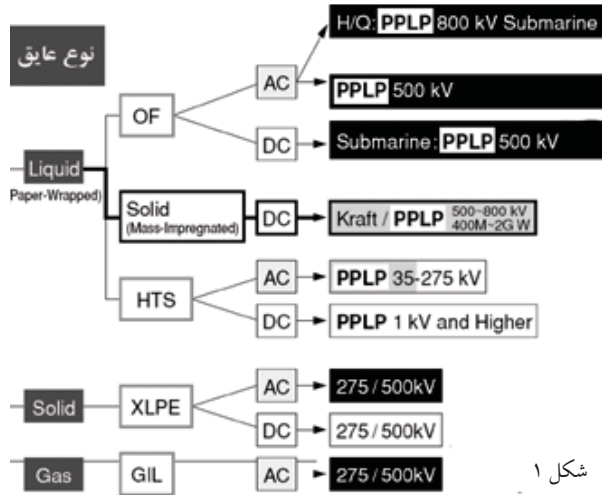 نوع عایق
H/Q: PPLP 800 kV Submarine
AC
PPLP 500 kV
OF
DC
Submarine: PPLP 500 kV
Liquid
(Paper-Wrapped)
Solid
(Mass-Impregnated)
DC
Kraft / PPLP
500~800 kV
400M~2G W
AC
PPLP 35-275 kV
HTS
DC
PPLP 1 kV and Higher
AC
275/500kV
Solid
XLPE
DC
275/500kV
Gas
GIL
AC
275/500kV
شکل ۱